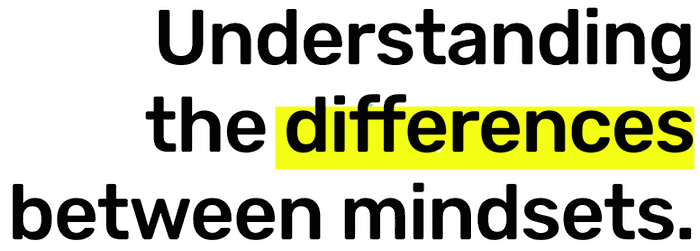 Understanding
the differences
between mindsets.